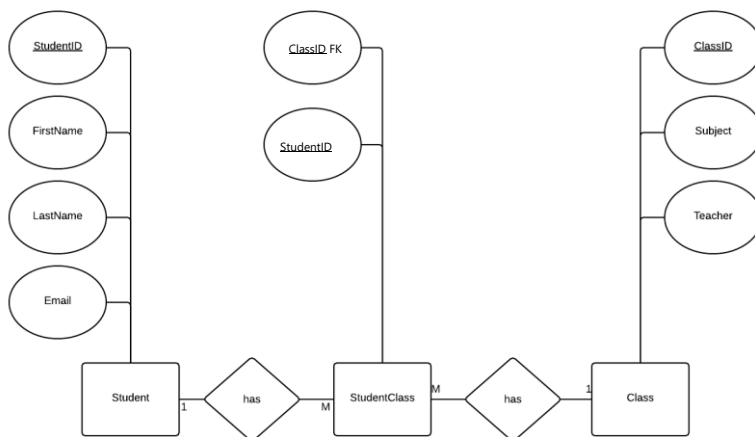 StudentID
ClassID FK
ClassID
FirstName
StudentID
Subject
LastName
Teacher
Email
Student
1
has
M
StudentClass
M
has
1
Class